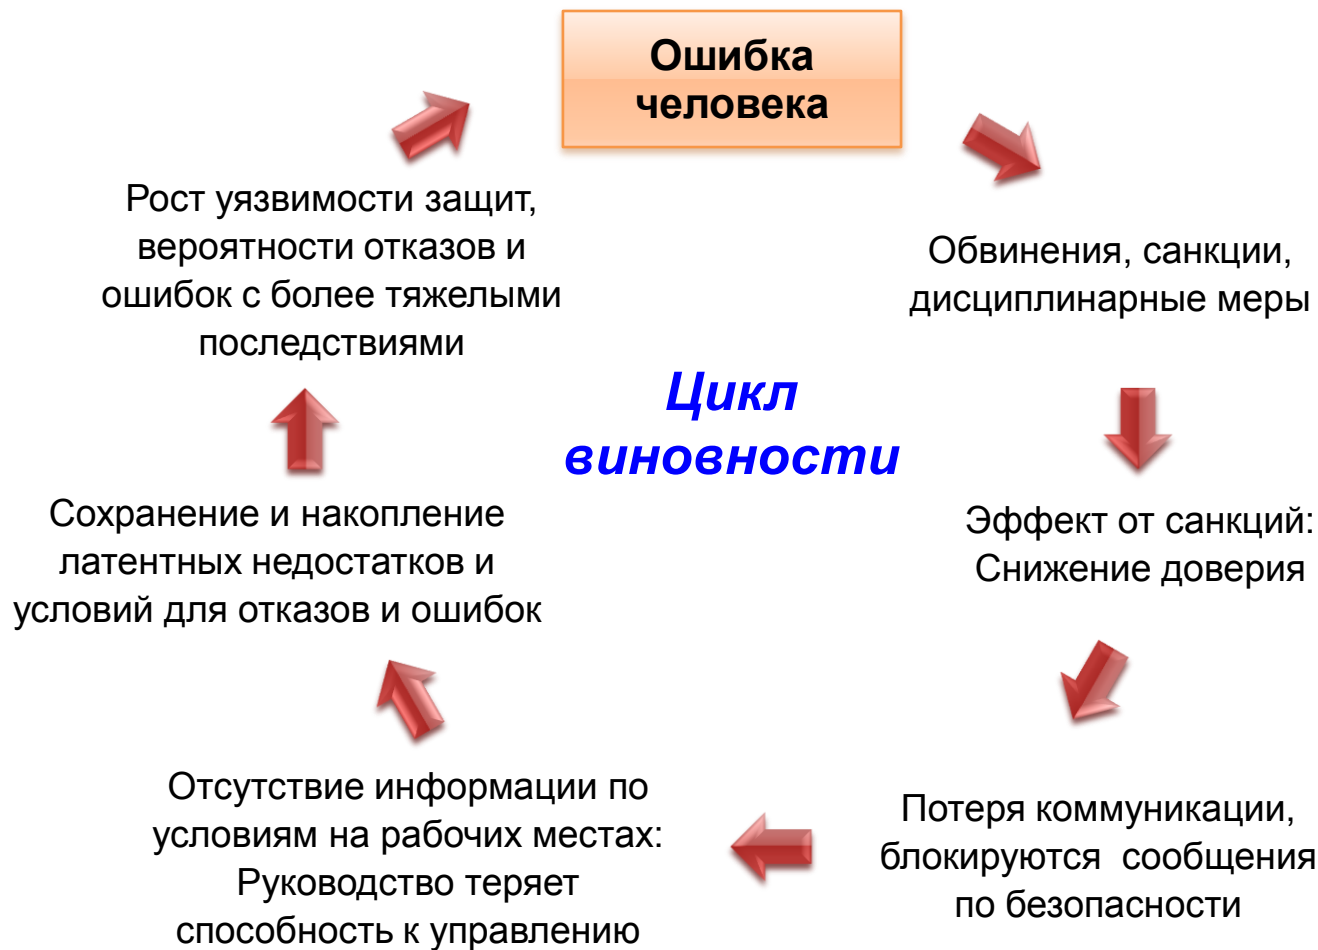 Ошибка
человека
Обвинения, санкции,
дисциплинарные меры
Эффект от санкций:
Снижение доверия
Потеря коммуникации,
блокируются сообщения
по безопасности
Отсутствие информации по
условиям на рабочих местах:
Руководство теряет
способность к управлению
Сохранение и накопление
латентных недостатков и
условий для отказов и ошибок
Рост уязвимости защит,
вероятности отказов и
ошибок с более тяжелыми
последствиями
Цикл
виновности